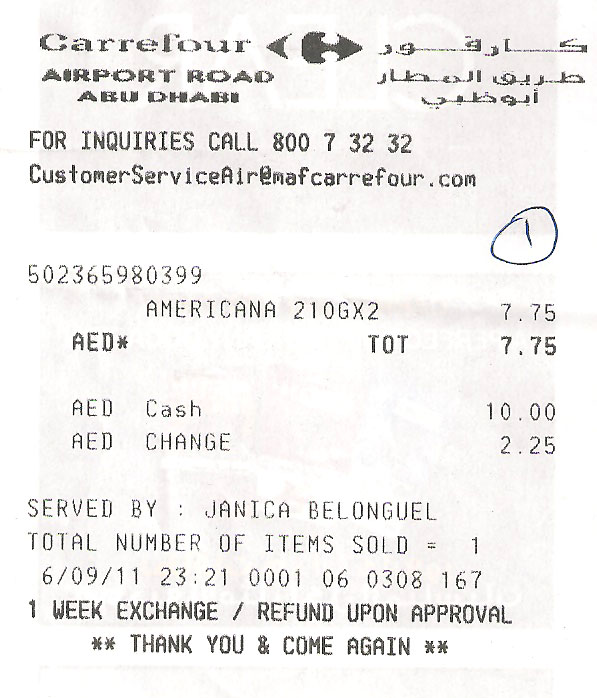 Carrefour كارفور
AIRPORT ROAD طريق المطار
ABU DHABI أبوظبي
FOR INQUIRIES CALL 800 7 32 32
CustomerServiceAir@mafcarrefour.com
1
502365980399
AMERICANA 210GX2 7.75
AED* TOT 7.75
AED Cash 10.00
AED CHANGE 2.25
SERVED BY : JANICA BELONGUEL
TOTAL NUMBER OF ITEMS SOLD = 1
6/09/11 23:21 0001 06 0308 167
1 WEEK EXCHANGE / REFUND UPON APPROVAL
** THANK YOU & COME AGAIN **